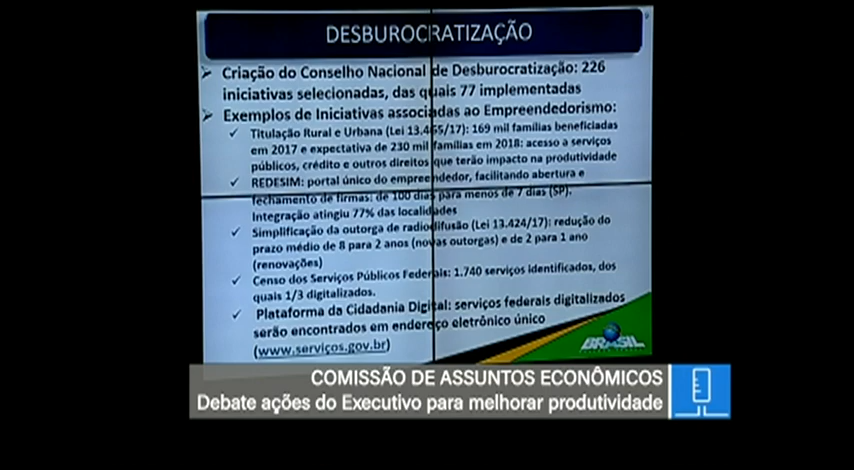 DESBUROCRATIZAÇÃO
Criação do Conselho Nacional de Desburocratização: 226
iniciativas selecionadas, das quais 77 implementadas
Exemplos de Iniciativas associadas ao Empreendedorismo:
Titulação Rural e Urbana (Lei 13.465/17): 169 mil famílias beneficiadas
em 2017 e expectativa de 230 mil famílias em 2018: acesso a serviços
públicos, crédito e outros direitos que terão impacto na produtividade
REDESIM: portal único do empreendedor, facilitando abertura e
fechamento de firmas: de 100 dias para menos de 7 dias (SP).
Integração atingiu 77% das localidades
Simplificação da outorga de radiodifusão (Lei 13.424/17): redução do
prazo médio de 8 para 2 anos (novas outorgas) e de 2 para 1 ano
(renovações)
Censo dos Serviços Públicos Federais: 1.740 serviços identificados, dos
quais 1/3 digitalizados.
Plataforma da Cidadania Digital: serviços federais digitalizados
serão encontrados em endereço eletrônico único
(www.serviços.gov.br)
BRASIL
COMISSÃO DE ASSUNTOS ECONÔMICOS
Debate ações do Executivo para melhorar produtividade